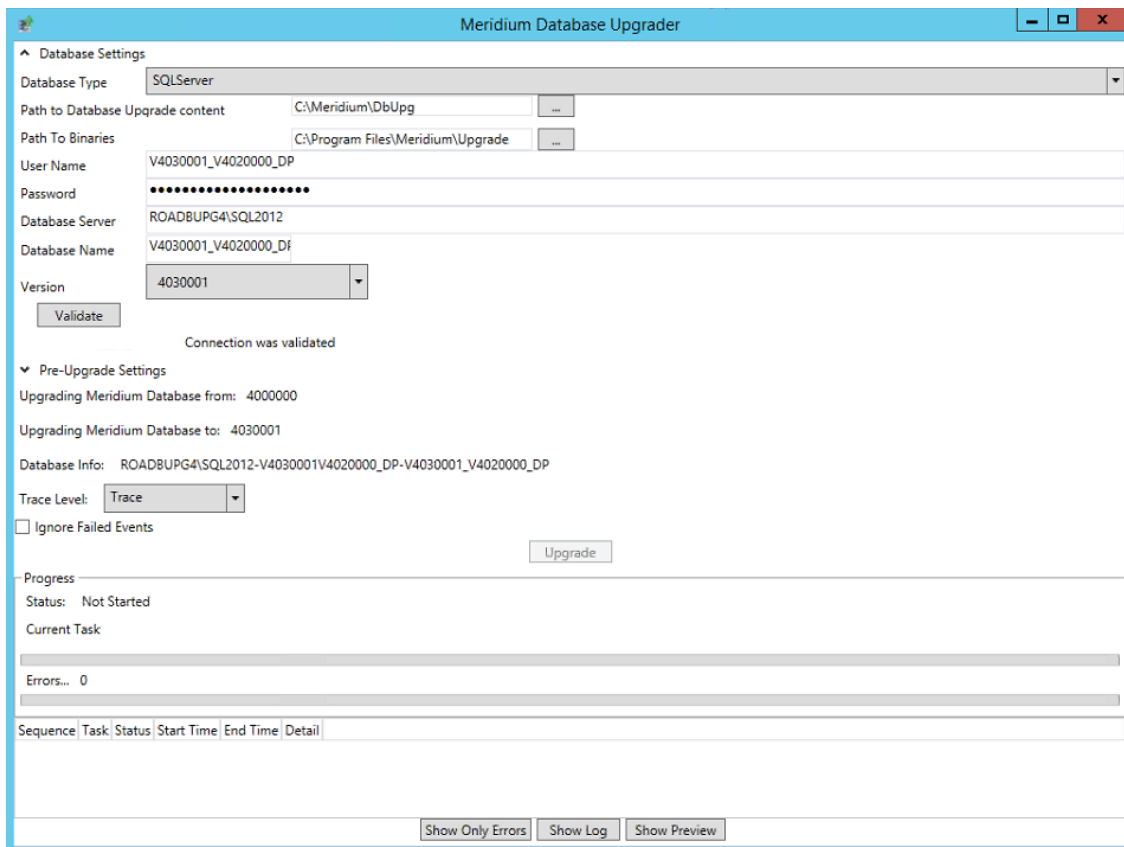 Meridium Database Upgrader
Database Settings
Database Type SQLServer
Path to Database Upgrade content C:\Meridium\DbUpg ...
Path To Binaries C:\Program Files\Meridium\Upgrade ...
User Name V4030001_V4020000_DP
Password ••••••••••••••••••••
Database Server ROADBUPG4\SQL2012
Database Name V4030001_V4020000_DP
Version 4030001
Validate
Connection was validated
Pre-Upgrade Settings
Upgrading Meridium Database from: 4000000
Upgrading Meridium Database to: 4030001
Database Info: ROADBUPG4\SQL2012-V4030001V4020000_DP-V4030001_V4020000_DP
Trace Level: Trace
Ignore Failed Events
Upgrade
Progress
Status: Not Started
Current Task
Errors... 0
Sequence Task Status Start Time End Time Detail
Show Only Errors Show Log Show Preview